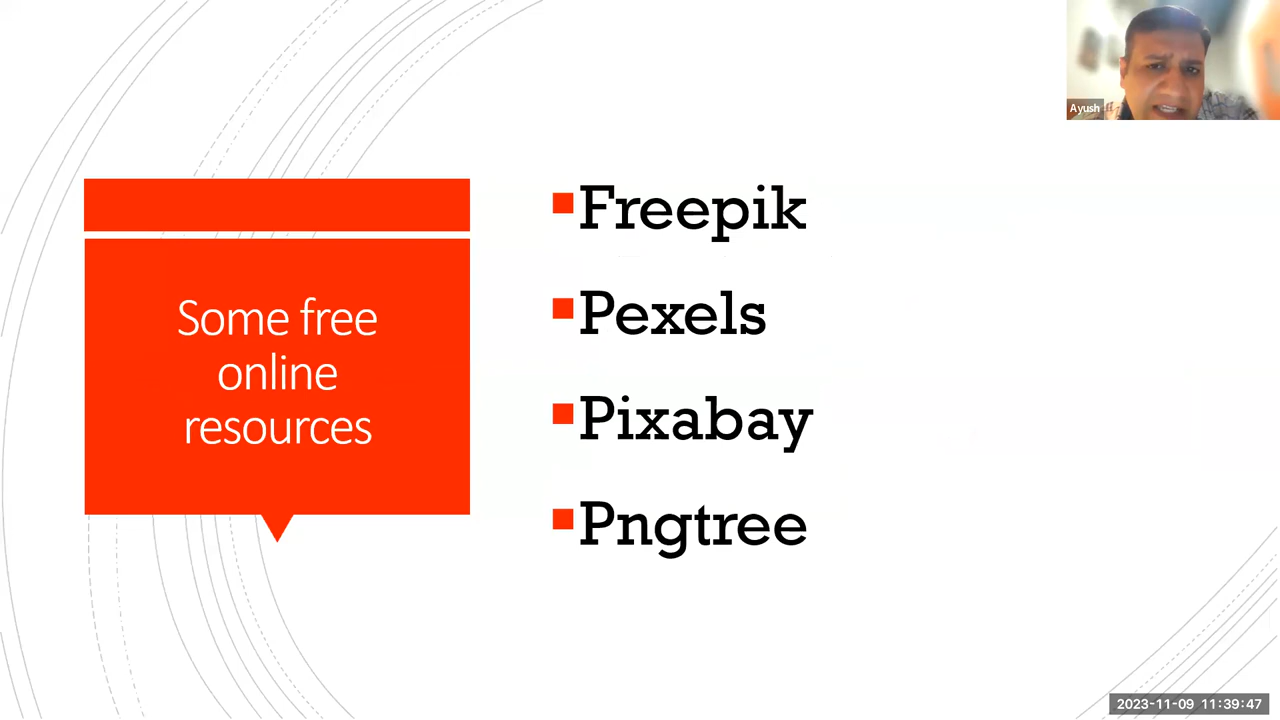 Ayush
Some free
online
resources
Freepik
Pexels
Pixabay
Pngtree
2023-11-09 11:39:47